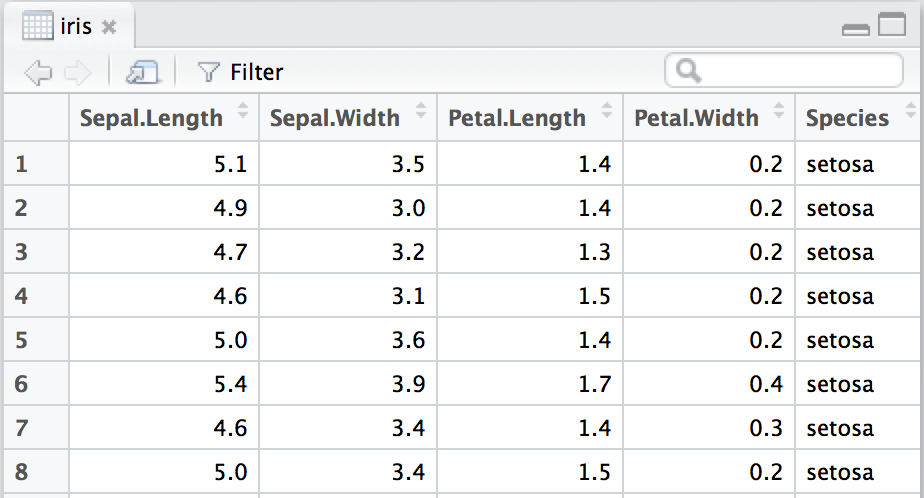 iris
Filter
Sepal.Length Sepal.Width Petal.Length Petal.Width Species
1 5.1 3.5 1.4 0.2 setosa
2 4.9 3.0 1.4 0.2 setosa
3 4.7 3.2 1.3 0.2 setosa
4 4.6 3.1 1.5 0.2 setosa
5 5.0 3.6 1.4 0.2 setosa
6 5.4 3.9 1.7 0.4 setosa
7 4.6 3.4 1.4 0.3 setosa
8 5.0 3.4 1.5 0.2 setosa